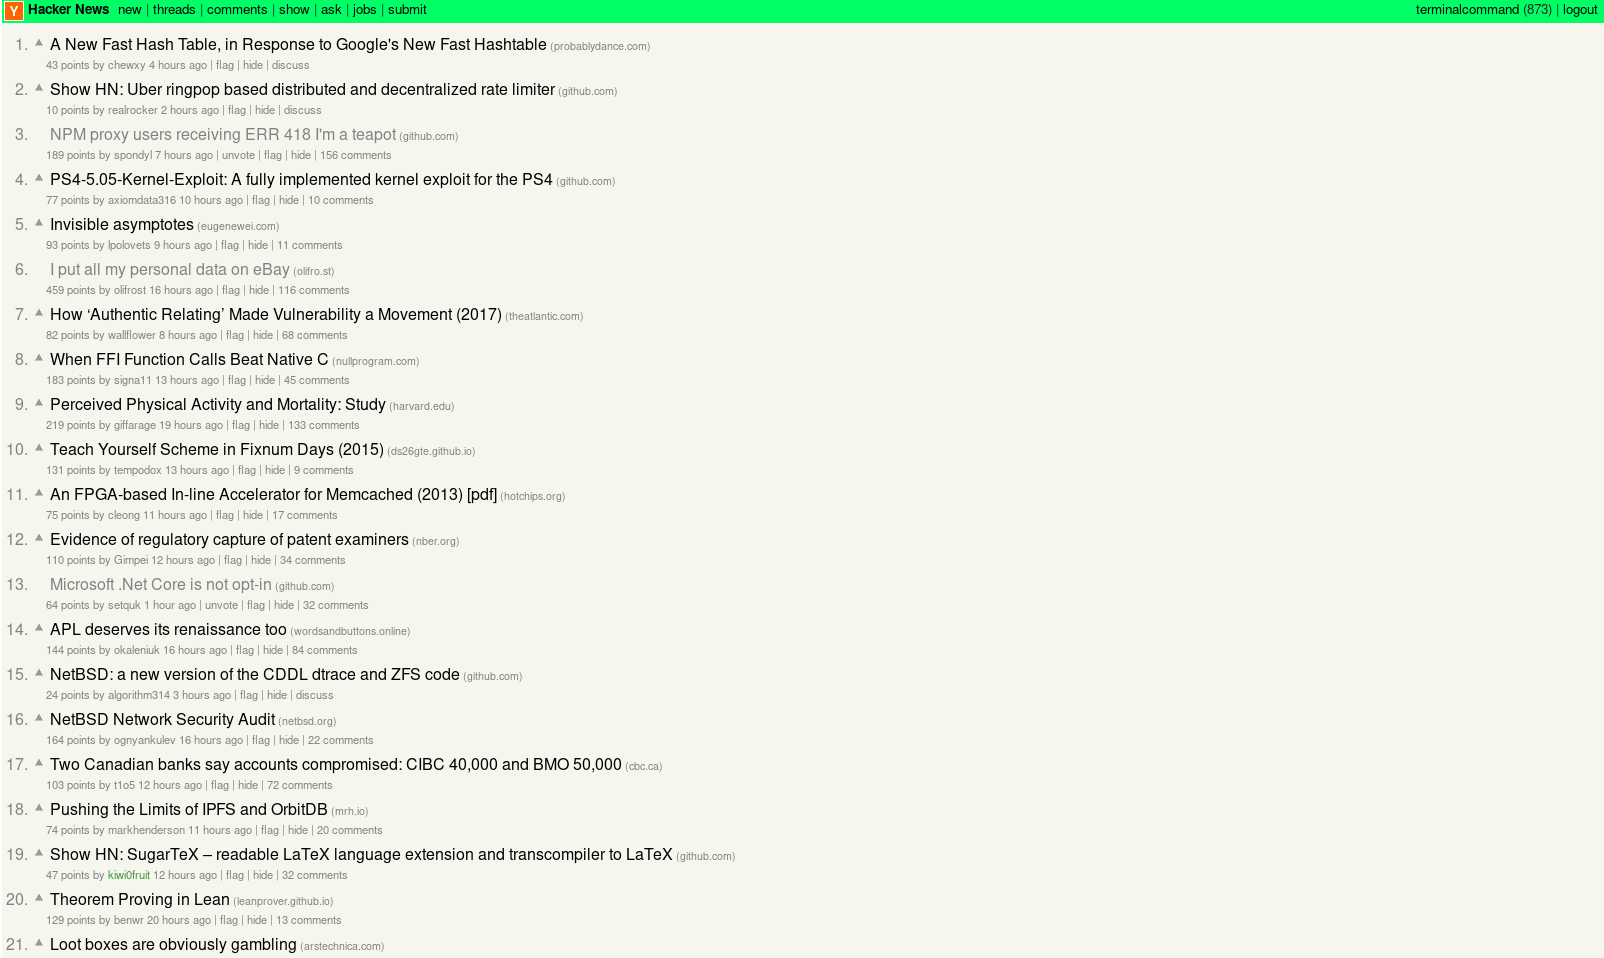 Y Hacker News new | threads | comments | show | ask | jobs | submit terminalcommand (873) | logout
1. A New Fast Hash Table, in Response to Google's New Fast Hashtable (probablydance.com)
43 points by chewxy 4 hours ago | flag | hide | discuss
2. Show HN: Uber ringpop based distributed and decentralized rate limiter (github.com)
10 points by realrocker 2 hours ago | flag | hide | discuss
3. NPM proxy users receiving ERR 418 I'm a teapot (github.com)
189 points by spondyl 7 hours ago | unvote | flag | hide | 156 comments
4. PS4-5.05-Kernel-Exploit: A fully implemented kernel exploit for the PS4 (github.com)
77 points by axiomdata316 10 hours ago | flag | hide | 10 comments
5. Invisible asymptotes (eugenewei.com)
93 points by lpolovets 9 hours ago | flag | hide | 11 comments
6. I put all my personal data on eBay (olifro.st)
459 points by olifrost 16 hours ago | flag | hide | 116 comments
7. How ‘Authentic Relating’ Made Vulnerability a Movement (2017) (theatlantic.com)
82 points by wallflower 8 hours ago | flag | hide | 68 comments
8. When FFI Function Calls Beat Native C (nullprogram.com)
183 points by signa11 13 hours ago | flag | hide | 45 comments
9. Perceived Physical Activity and Mortality: Study (harvard.edu)
219 points by giffarage 19 hours ago | flag | hide | 133 comments
10. Teach Yourself Scheme in Fixnum Days (2015) (ds26gte.github.io)
131 points by tempodox 13 hours ago | flag | hide | 9 comments
11. An FPGA-based In-line Accelerator for Memcached (2013) [pdf] (hotchips.org)
75 points by cleong 11 hours ago | flag | hide | 17 comments
12. Evidence of regulatory capture of patent examiners (nber.org)
110 points by Gimpei 12 hours ago | flag | hide | 34 comments
13. Microsoft .Net Core is not opt-in (github.com)
64 points by setquk 1 hour ago | unvote | flag | hide | 32 comments
14. APL deserves its renaissance too (wordsandbuttons.online)
144 points by okaleniuk 16 hours ago | flag | hide | 84 comments
15. NetBSD: a new version of the CDDL dtrace and ZFS code (github.com)
24 points by algorithm314 3 hours ago | flag | hide | discuss
16. NetBSD Network Security Audit (netbsd.org)
164 points by ognyankulev 16 hours ago | flag | hide | 22 comments
17. Two Canadian banks say accounts compromised: CIBC 40,000 and BMO 50,000 (cbc.ca)
103 points by t1o5 12 hours ago | flag | hide | 72 comments
18. Pushing the Limits of IPFS and OrbitDB (mrh.io)
74 points by markhenderson 11 hours ago | flag | hide | 20 comments
19. Show HN: SugarTeX – readable LaTeX language extension and transcompiler to LaTeX (github.com)
47 points by kiwi0fruit 12 hours ago | flag | hide | 32 comments
20. Theorem Proving in Lean (leanprover.github.io)
129 points by benwr 20 hours ago | flag | hide | 13 comments
21. Loot boxes are obviously gambling (arstechnica.com)